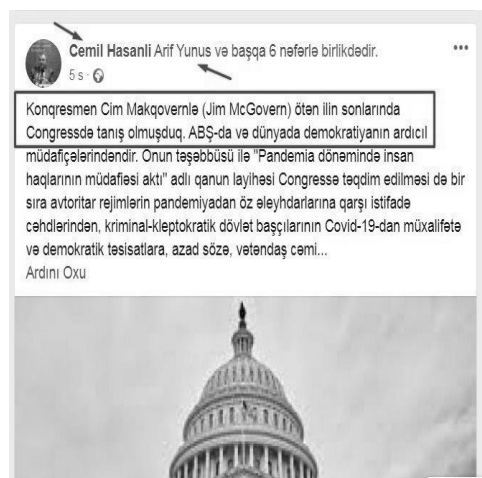 Cemil Hasanli Arif Yunus və başqa 6 nəfərlə birlikdədir.
5 s ·
Konqresmen Cim Makqovernlə (Jim McGovern) ötən ilin sonlarında
Congressdə tanış olmuşduq. ABŞ-da və dünyada demokratiyanın ardıcıl
müdafiəçilərindəndir. Onun təşəbbüsü ilə "Pandemia dönəmində insan
haqlarının müdafiəsi aktı" adlı qanun layihəsi Congressə təqdim edilməsi də bir
sıra avtoritar rejimlərin pandemiyadan öz əleyhdarlarına qarşı istifadə
cəhdlərindən, kriminal-kleptokratik dövlət başçılarının Covid-19-dan müxalifətə
və demokratik təsisatlara, azad sözə, vətəndaş cəmi...
Ardını Oxu